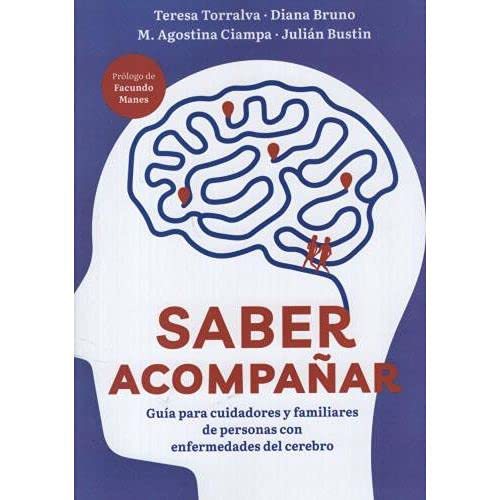 Teresa Torralva · Diana Bruno
M. Agostina Ciampa · Julián Bustin
Prólogo de
Facundo
Manes
SABER
ACOMPAÑAR
Guía para cuidadores y familiares
de personas con
enfermedades del cerebro